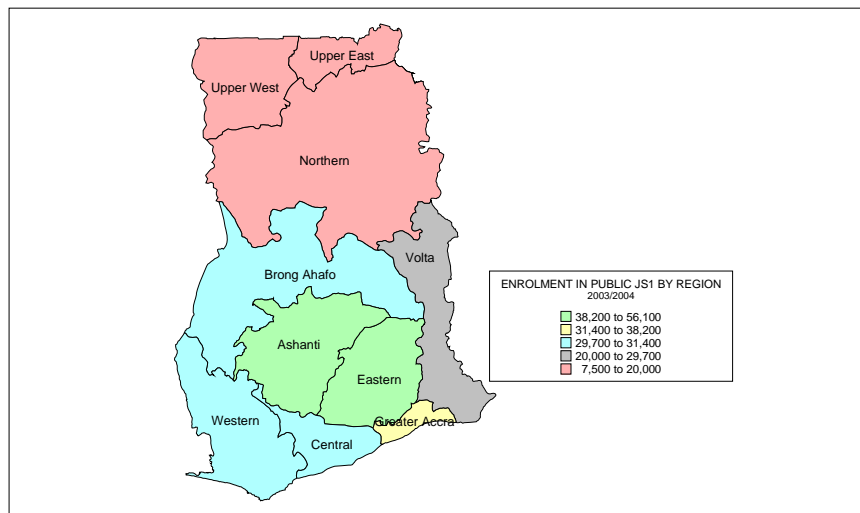 Upper East
Upper West
Northern
Volta
Brong Ahafo
ENROLMENT IN PUBLIC JS1 BY REGION
2003/2004
38,200 to 56,100
31,400 to 38,200
29,700 to 31,400
20,000 to 29,700
7,500 to 20,000
Ashanti
Eastern
Western
Greater Accra
Central